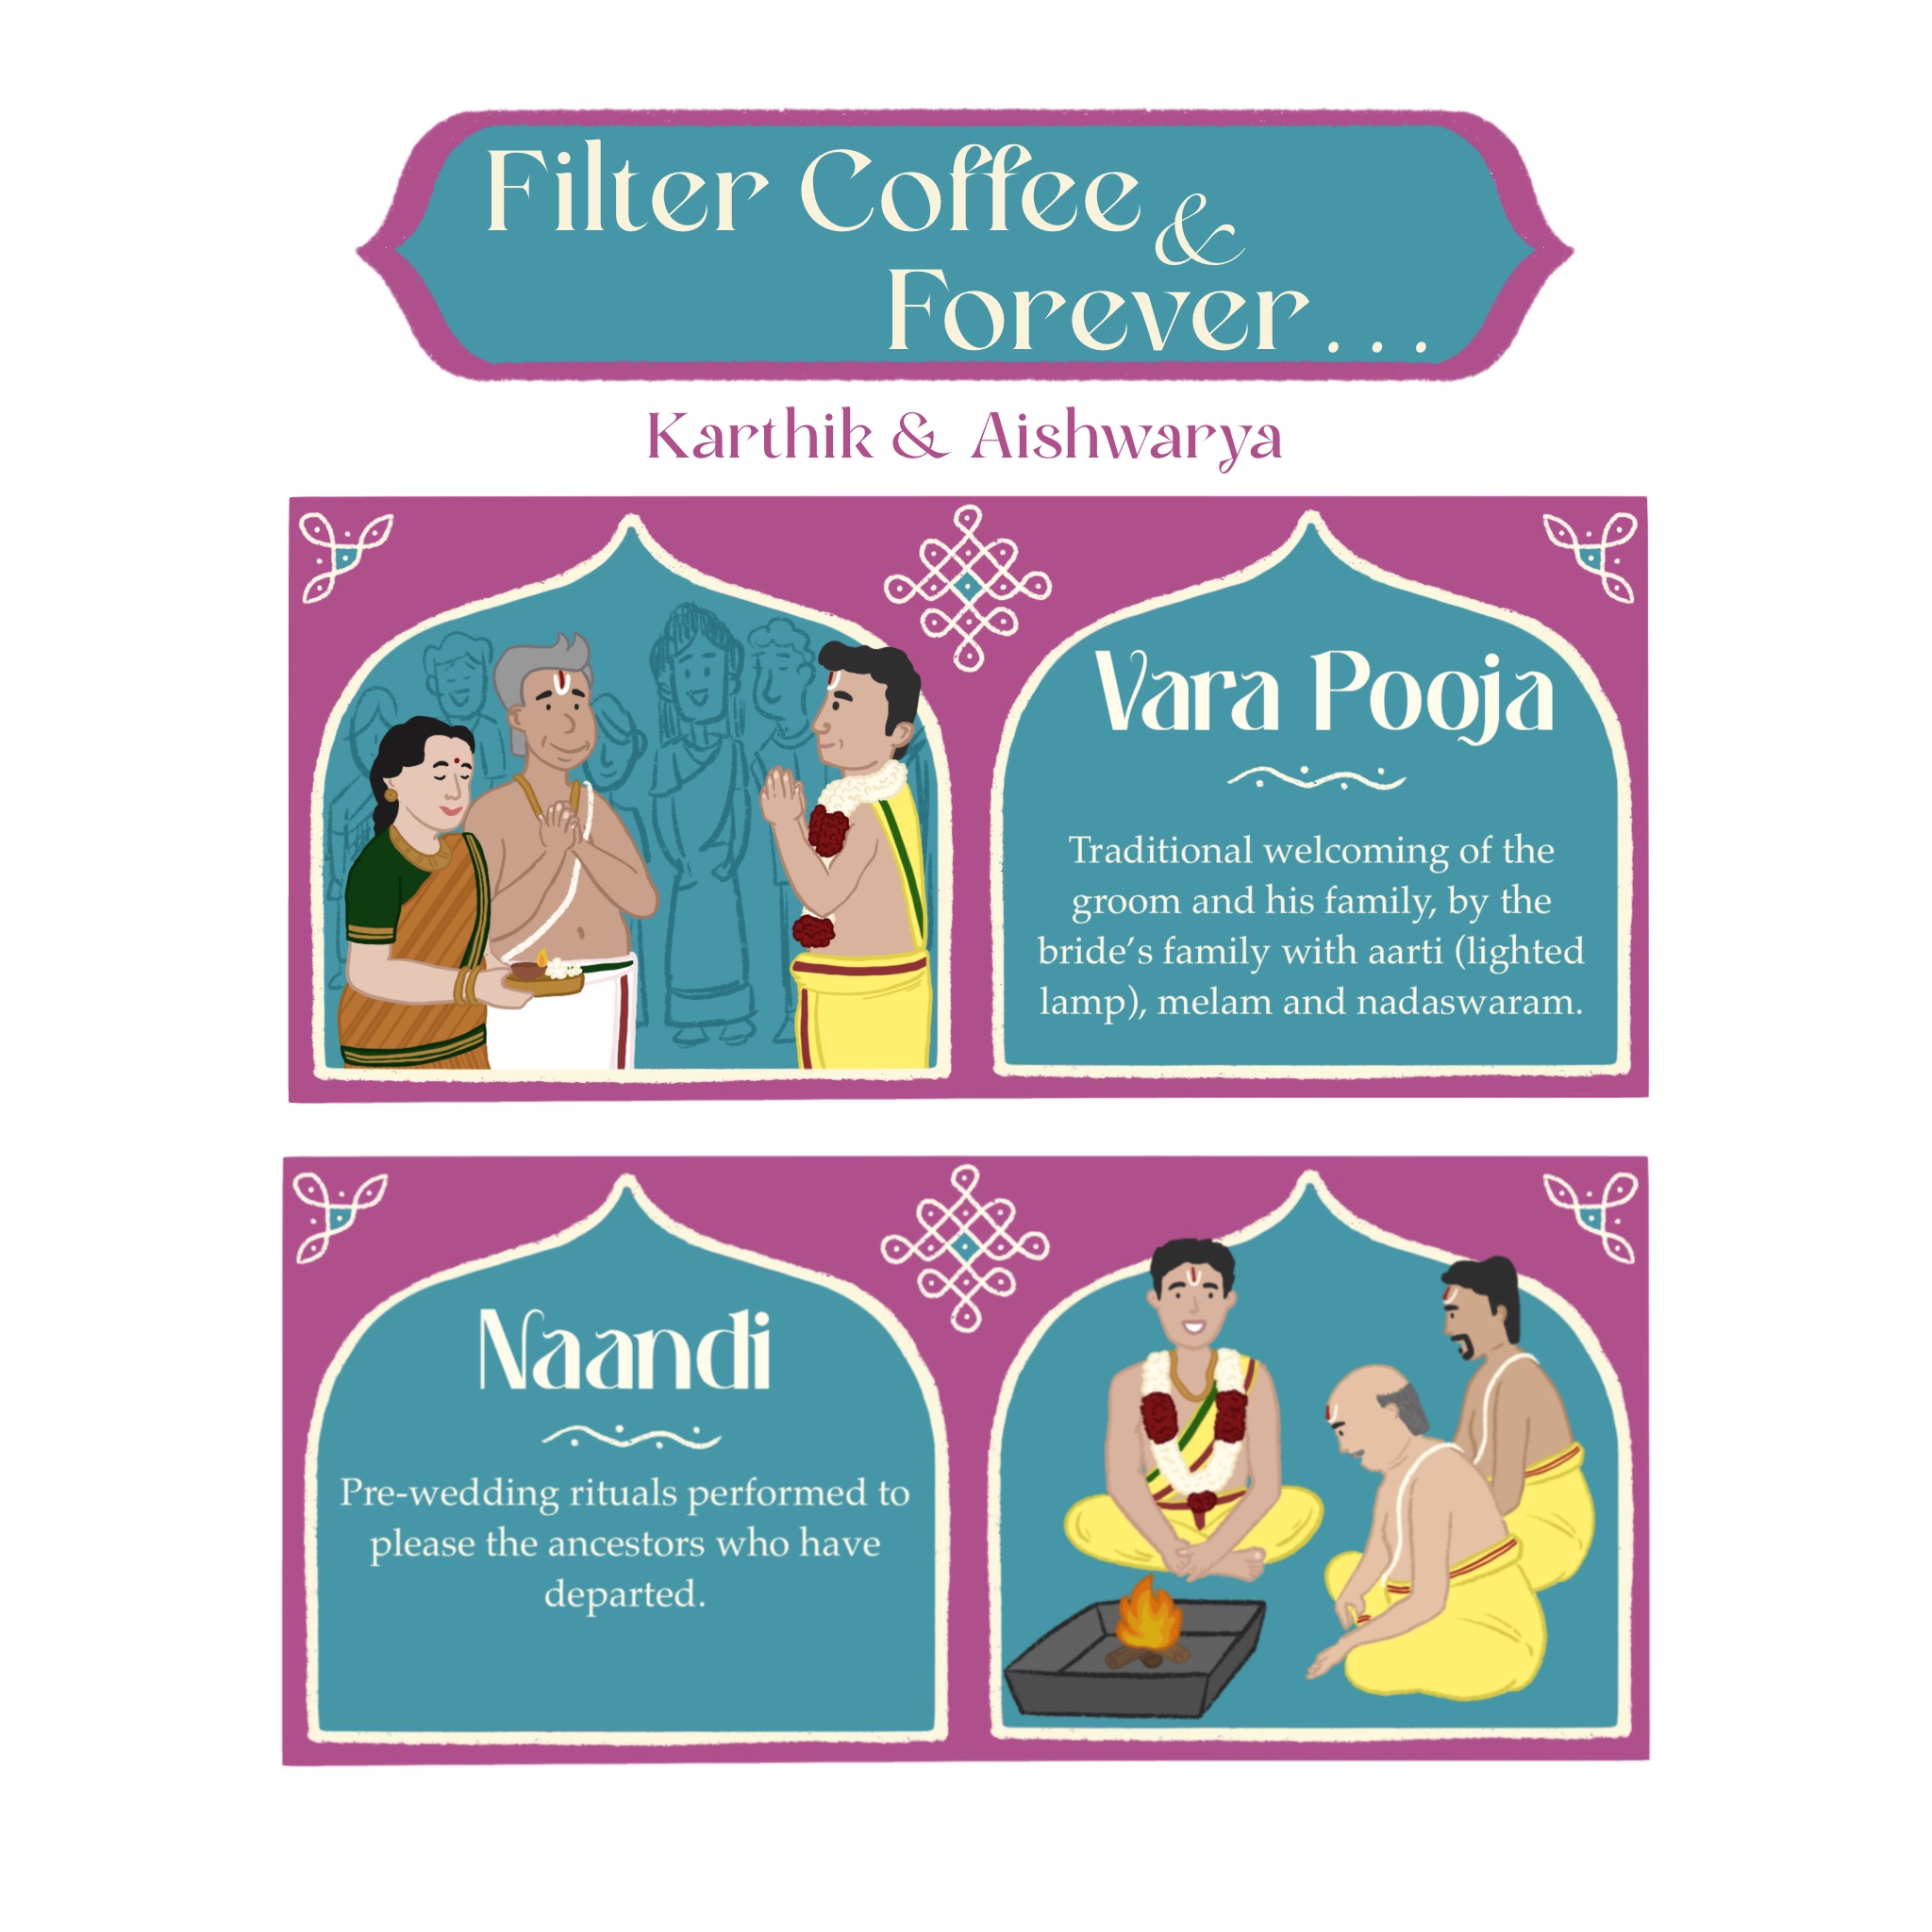 Filter Coffee &
Forever...
Karthik & Aishwarya
Vara Pooja
Traditional welcoming of the
groom and his family, by the
bride’s family with aarti (lighted
lamp), melam and nadaswaram.
Naandi
Pre-wedding rituals performed to
please the ancestors who have
departed.